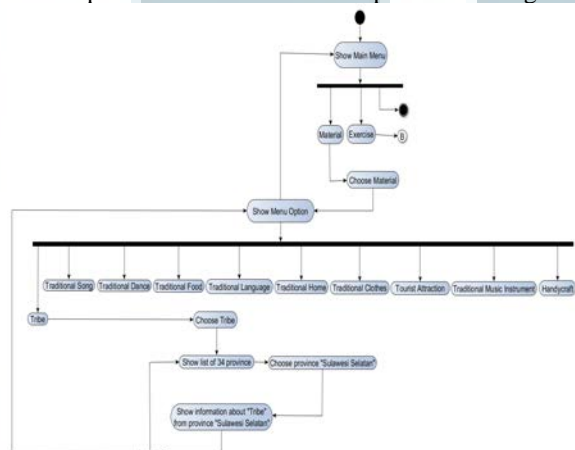 Show Main Menu
Material
Exercise
B
Choose Material
Show Menu Option
Traditional Song
Traditional Dance
Traditional Food
Traditional Language
Traditional Home
Traditional Clothes
Tourist Attraction
Traditional Music Instrument
Handycraft
Tribe
Choose Tribe
Show list of 34 province
Choose province "Sulawesi Selatan"
Show information about "Tribe"
from province "Sulawesi Selatan"